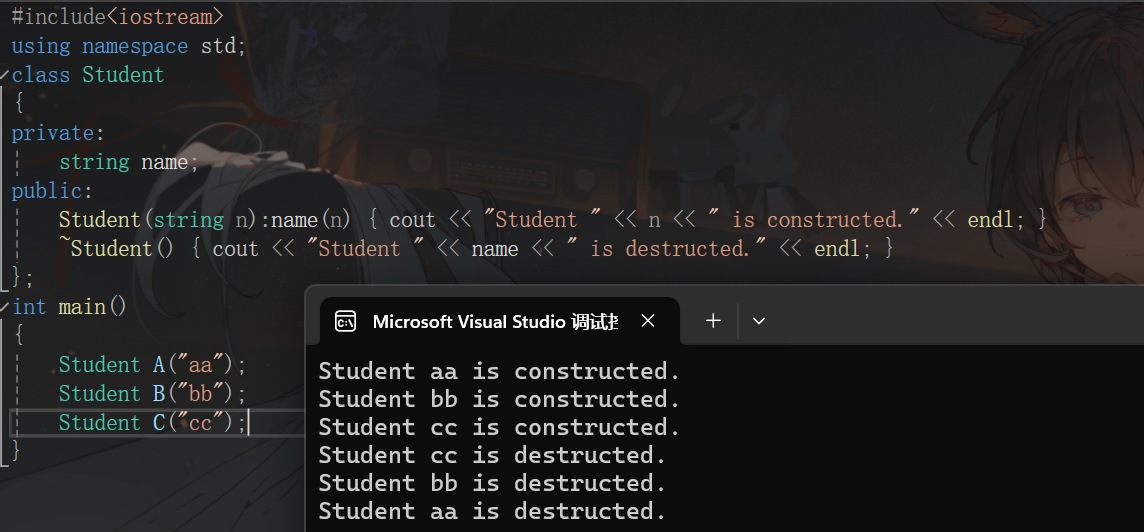 #include<iostream>
using namespace std;
class Student
{
private:
    string name;
public:
    Student(string n):name(n) { cout << "Student " << n << " is constructed." << endl; }
    ~Student() { cout << "Student " << name << " is destructed." << endl; }
};
int main()
{
    Student A("aa");
    Student B("bb");
    Student C("cc");
}
C:\
Microsoft Visual Studio 调试
Student aa is constructed.
Student bb is constructed.
Student cc is constructed.
Student cc is destructed.
Student bb is destructed.
Student aa is destructed.